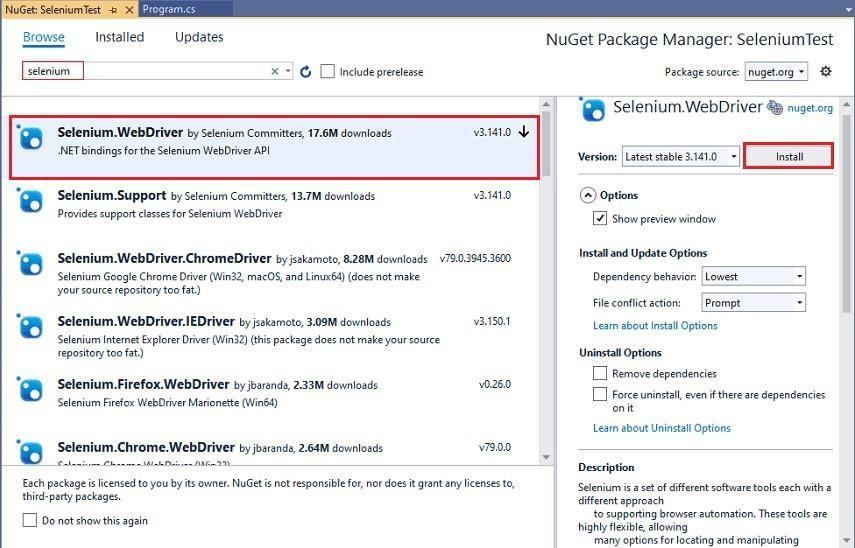 NuGet: SeleniumTest
Program.cs
Browse Installed Updates
NuGet Package Manager: SeleniumTest
selenium
Include prerelease
Package source: nuget.org
Selenium.WebDriver by Selenium Committers, 17.6M downloads v3.141.0
.NET bindings for the Selenium WebDriver API
Selenium.Support by Selenium Committers, 13.7M downloads v3.141.0
Provides support classes for Selenium WebDriver
Selenium.WebDriver.ChromeDriver by jsakamoto, 8.28M downloads v79.0.3945.3600
Selenium Google Chrome Driver (Win32, macOS, and Linux64) (does not make
your source repository too fat.)
Selenium.WebDriver.IEDriver by jsakamoto, 3.09M downloads v3.150.1
Selenium Internet Explorer Driver (Win32) (this package does not make your source
repository too fat.)
Selenium.Firefox.WebDriver by jbaranda, 2.33M downloads v0.26.0
Selenium Firefox WebDriver Marionette (Win64)
Selenium.Chrome.WebDriver by jbaranda, 2.64M downloads v79.0.0
Selenium Chrome WebDriver (Win32)
Each package is licensed to you by its owner. NuGet is not responsible, nor does it grant any licenses to,
third-party packages.
Do not show this again
Selenium.WebDriver nuget.org
Version: Latest stable 3.141.0 Install
Options
Show preview window
Install and Update Options
Dependency behavior: Lowest
File conflict action: Prompt
Learn about Install Options
Uninstall Options
Remove dependencies
Force uninstall, even if there are dependencies
on it
Learn about Uninstall Options
Description
Selenium is a set of different software tools each with a
different approach
to supporting browser automation. These tools are
highly flexible, allowing
many options for locating and manipulating